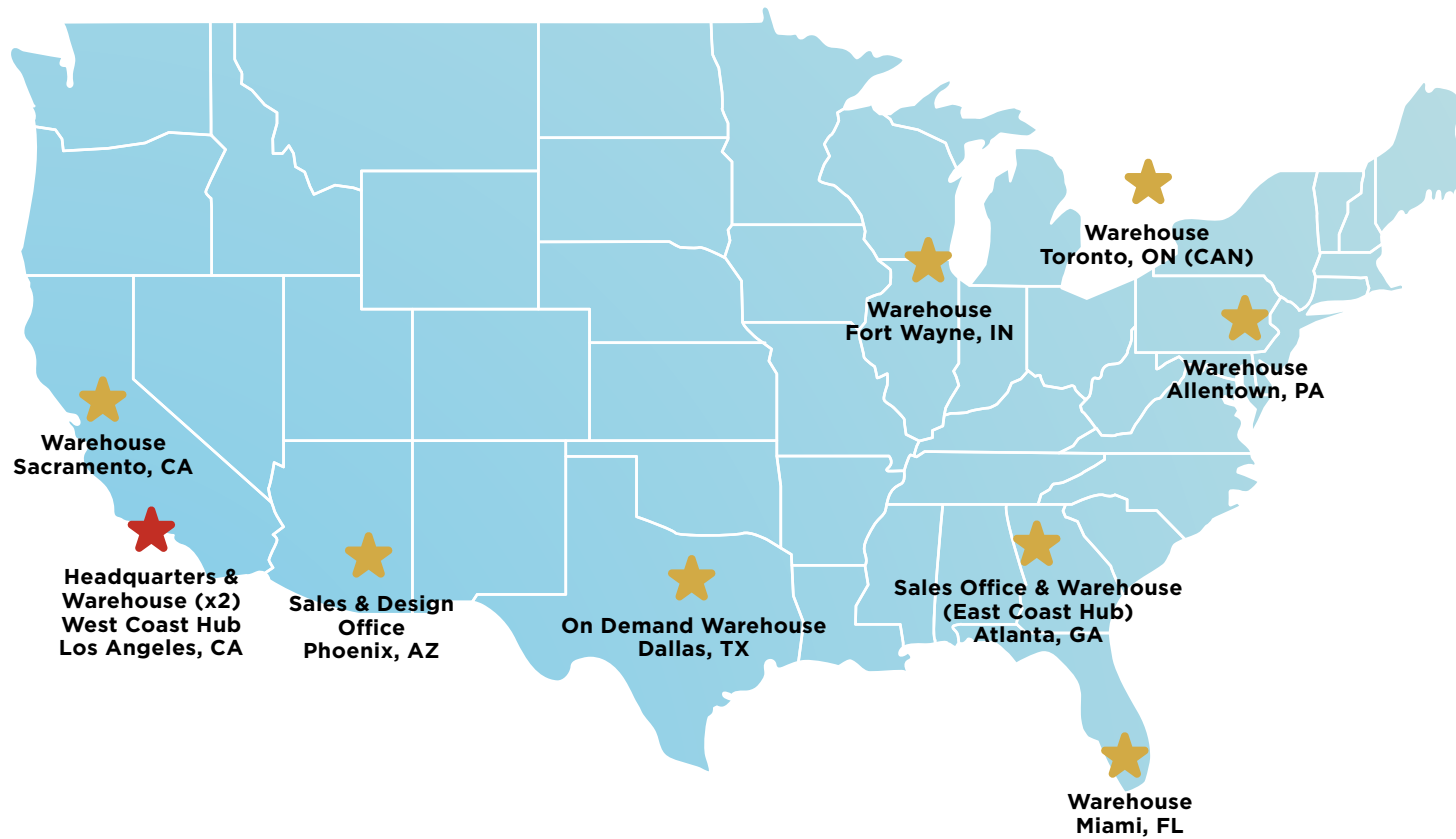 Warehouse
Toronto, ON (CAN)
Warehouse
Fort Wayne, IN
Warehouse
Allentown, PA
Warehouse
Sacramento, CA
Headquarters &
Warehouse (x2)
West Coast Hub
Los Angeles, CA
Sales & Design
Office
Phoenix, AZ
On Demand Warehouse
Dallas, TX
Sales Office & Warehouse
(East Coast Hub)
Atlanta, GA
Warehouse
Miami, FL